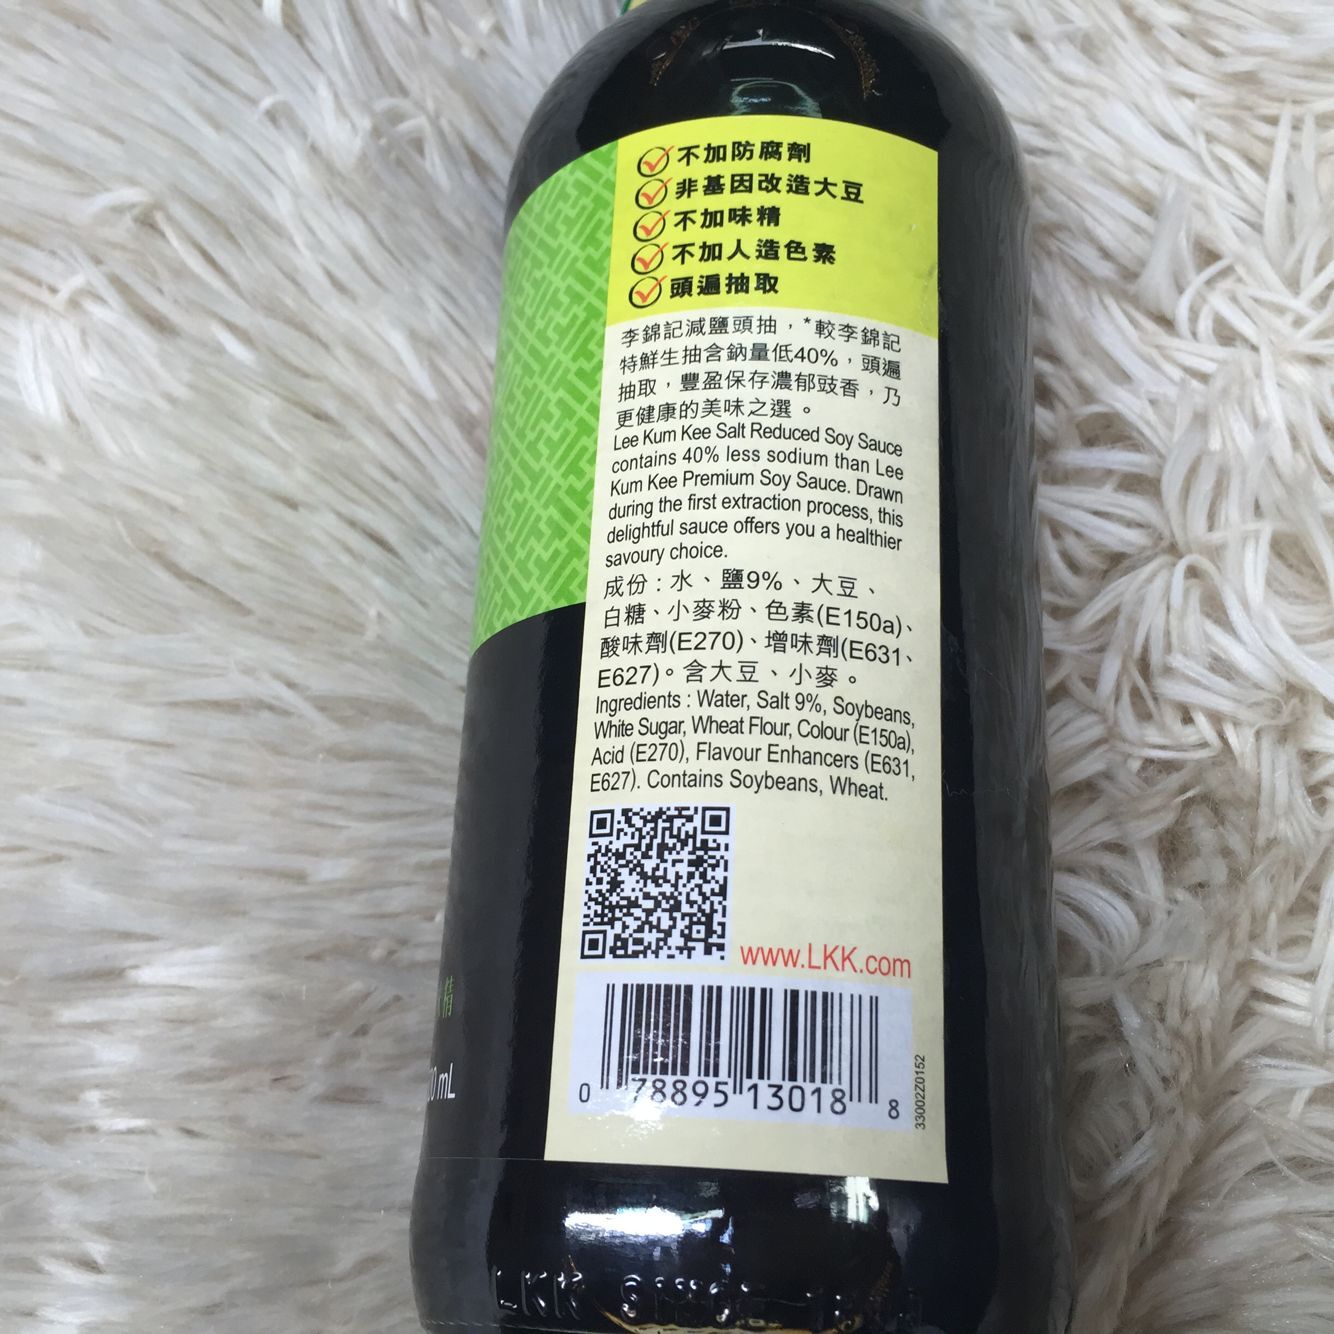 不加防腐劑
非基因改造大豆
不加味精
不加人造色素
頭遍抽取
李錦記減鹽頭抽，*較李錦記
特鮮生抽含鈉量低40%，頭遍
抽取，豐盈保存濃郁豉香，乃
更健康的美味之選。
Lee Kum Kee Salt Reduced Soy Sauce
contains 40% less sodium than Lee
Kum Kee Premium Soy Sauce. Drawn
during the first extraction process, this
delightful sauce offers you a healthier
savoury choice.
成份：水、鹽9%、大豆、
白糖、小麥粉、色素(E150a)、
酸味劑(E270)、增味劑(E631、
E627)。含大豆、小麥。
Ingredients : Water, Salt 9%, Soybeans,
White Sugar, Wheat Flour, Colour (E150a),
Acid (E270), Flavour Enhancers (E631,
E627). Contains Soybeans, Wheat.
www.LKK.com
0 78895 13018 8
33002Z0152
mL
LKK